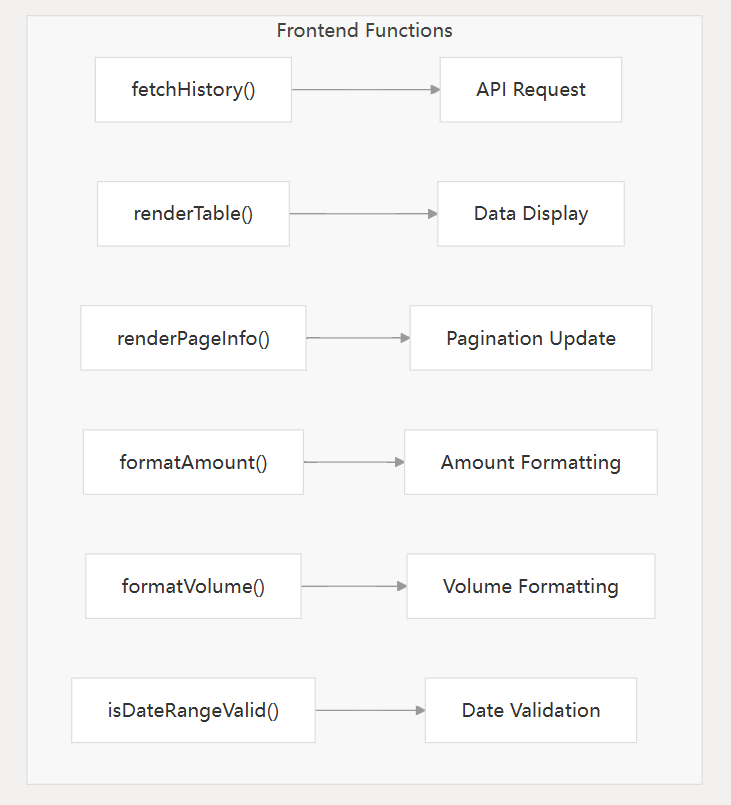 Frontend Functions
fetchHistory()
API Request
renderTable()
Data Display
renderPageInfo()
Pagination Update
formatAmount()
Amount Formatting
formatVolume()
Volume Formatting
isDateRangeValid()
Date Validation